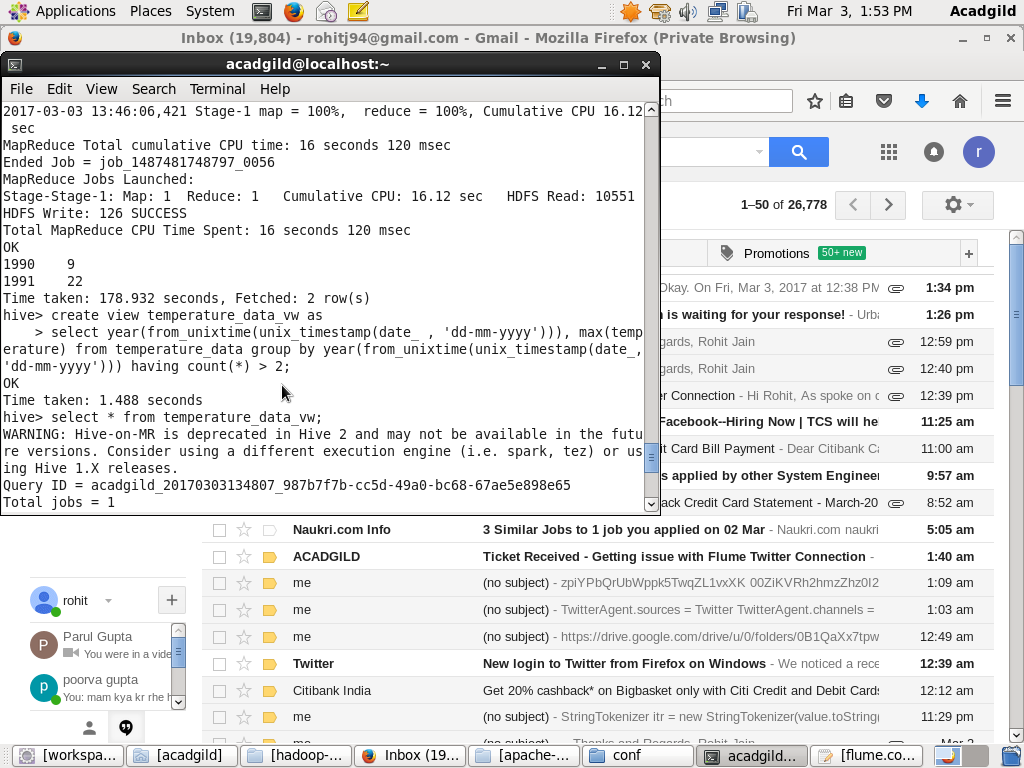 Applications Places System Fri Mar 3, 1:53 PM Acadgild
Inbox (19,804) - rohitj94@gmail.com - Gmail - Mozilla Firefox (Private Browsing)
acadgild@localhost:~
File Edit View Search Terminal Help
2017-03-03 13:46:06,421 Stage-1 map = 100%,  reduce = 100%, Cumulative CPU 16.12
 sec
MapReduce Total cumulative CPU time: 16 seconds 120 msec
Ended Job = job_1487481748797_0056
MapReduce Jobs Launched:
Stage-Stage-1: Map: 1  Reduce: 1   Cumulative CPU: 16.12 sec   HDFS Read: 10551
HDFS Write: 126 SUCCESS
Total MapReduce CPU Time Spent: 16 seconds 120 msec
OK
1990    9
1991    22
Time taken: 178.932 seconds, Fetched: 2 row(s)
hive> create view temperature_data_vw as
    > select year(from_unixtime(unix_timestamp(date_ , 'dd-mm-yyyy'))), max(temp
erature) from temperature_data group by year(from_unixtime(unix_timestamp(date_,
'dd-mm-yyyy'))) having count(*) > 2;
OK
Time taken: 1.488 seconds
hive> select * from temperature_data_vw;
WARNING: Hive-on-MR is deprecated in Hive 2 and may not be available in the futu
re versions. Consider using a different execution engine (i.e. spark, tez) or us
ing Hive 1.X releases.
Query ID = acadgild_20170303134807_987b7f7b-cc5d-49a0-bc68-67ae5e898e65
Total jobs = 1
ch
r
1–50 of 26,778
Promotions 50+ new +
Okay. On Fri, Mar 3, 2017 at 12:38 PM 1:34 pm
is waiting for your response! - Urba 1:26 pm
gards, Rohit Jain 12:59 pm
gards, Rohit Jain 12:40 pm
er Connection - Hi Rohit, As spoke on c 12:39 pm
Facebook--Hiring Now | TCS will he 11:25 am
it Card Bill Payment - Dear Citibank Ca 11:00 am
s applied by other System Engineer 9:57 am
ack Credit Card Statement - March-20 8:52 am
Naukri.com Info 3 Similar Jobs to 1 job you applied on 02 Mar - Naukri.com naukri 5:05 am
ACADGILD Ticket Received - Getting issue with Flume Twitter Connection - 1:40 am
me (no subject) - zpiYPbQrUbWppk5TwqZL1vxXK 00ZiKVRh2hmzZhz0I2 1:09 am
me (no subject) - TwitterAgent.sources = Twitter TwitterAgent.channels = 1:03 am
me (no subject) - https://drive.google.com/drive/u/0/folders/0B1QaXx7tpw 12:49 am
Twitter New login to Twitter from Firefox on Windows - We noticed a rece 12:39 am
Citibank India Get 20% cashback* on Bigbasket only with Citi Credit and Debit Cards 12:12 am
me (no subject) - StringTokenizer itr = new StringTokenizer(value.toString( 11:29 pm
rohit +
P Parul Gupta
You were in a vide
p poorva gupta
You: mam kya kr rhe h
[workspa... [acadgild] [hadoop-... Inbox (19... [apache-... conf acadgild... [flume.co...